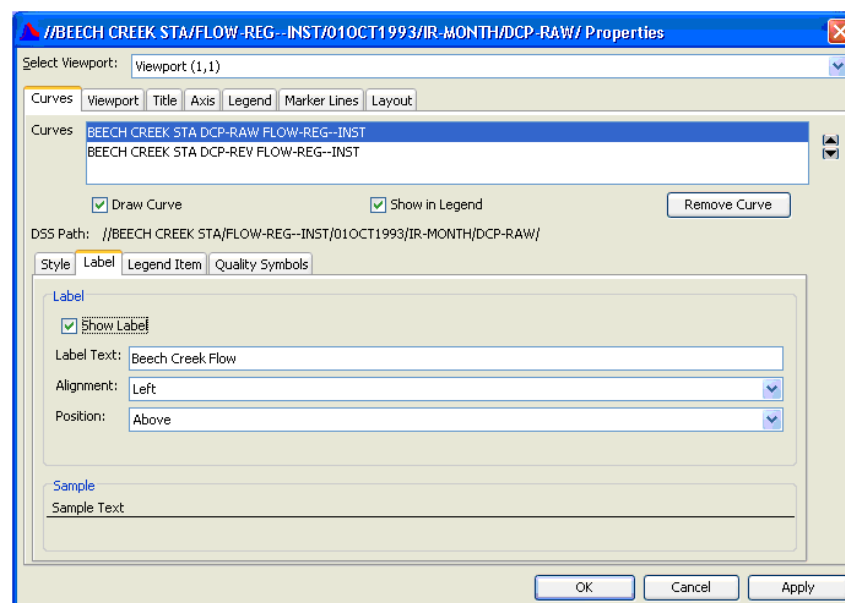 //BEECH CREEK STA/FLOW-REG--INST/01OCT1993/IR-MONTH/DCP-RAW/ Properties
Select Viewport: Viewport (1,1)
Curves Viewport Title Axis Legend Marker Lines Layout
Curves BEECH CREEK STA DCP-RAW FLOW-REG--INST
BEECH CREEK STA DCP-REV FLOW-REG--INST
Draw Curve Show in Legend Remove Curve
DSS Path: //BEECH CREEK STA/FLOW-REG--INST/01OCT1993/IR-MONTH/DCP-RAW/
Style Label Legend Item Quality Symbols
Label
Show Label
Label Text: Beech Creek Flow
Alignment: Left
Position: Above
Sample
Sample Text
OK Cancel Apply